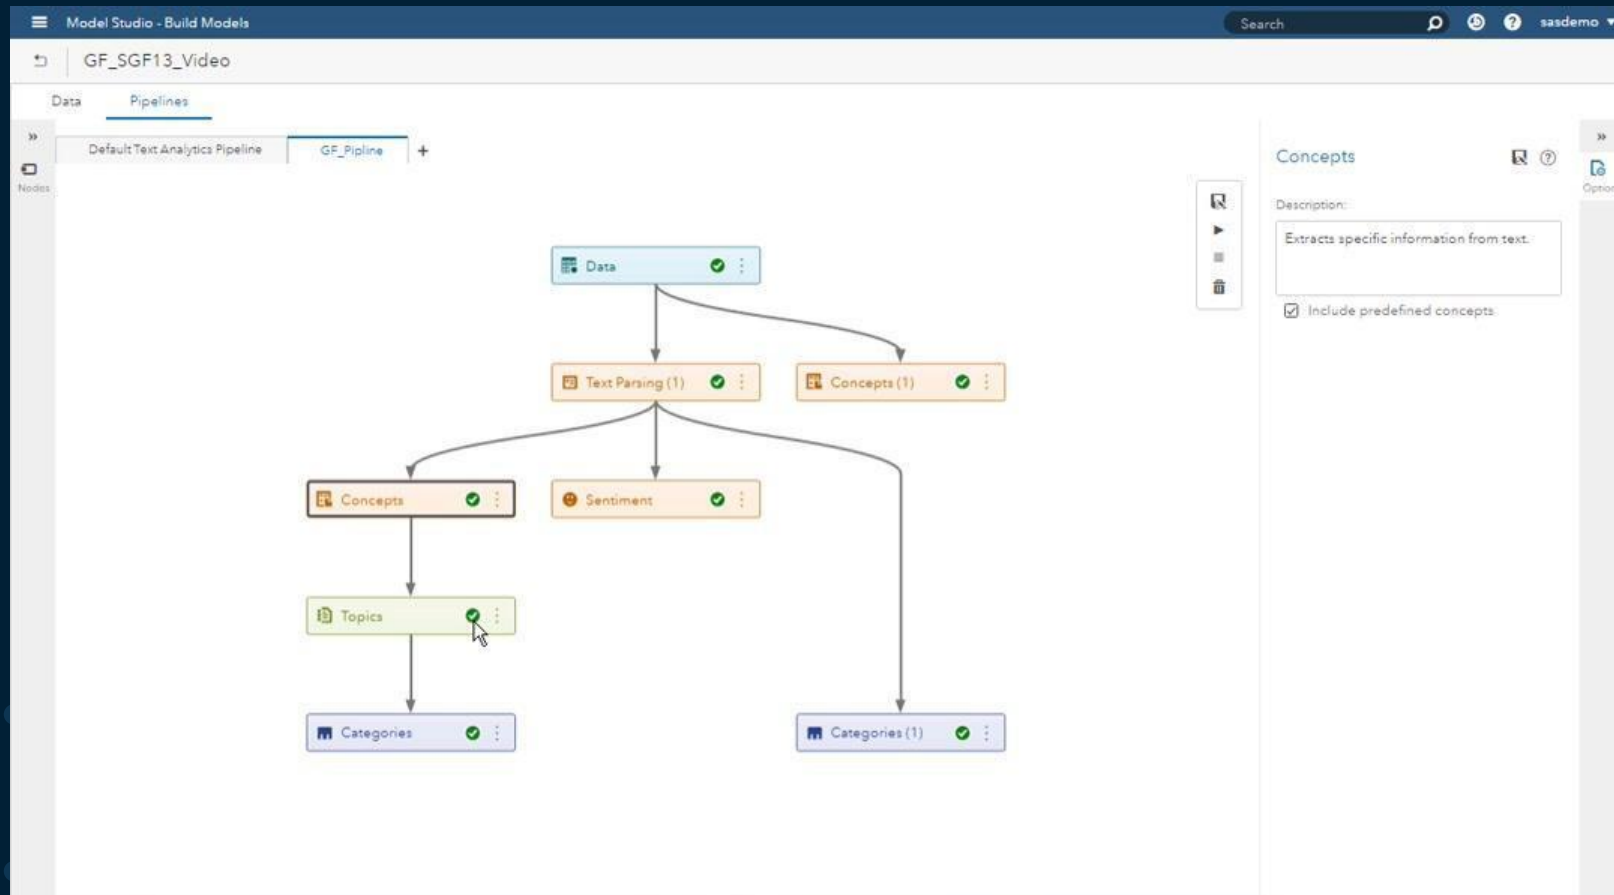 Model Studio - Build Models
Search
sasdemo
GF_SGF13_Video
Data
Pipelines
Nodes
Default Text Analytics Pipeline
GF_Pipline
+
Concepts
Option
Description:
Extracts specific information from text.
Include predefined concepts
Data
Text Parsing (1)
Concepts (1)
Concepts
Sentiment
Topics
Categories
Categories (1)